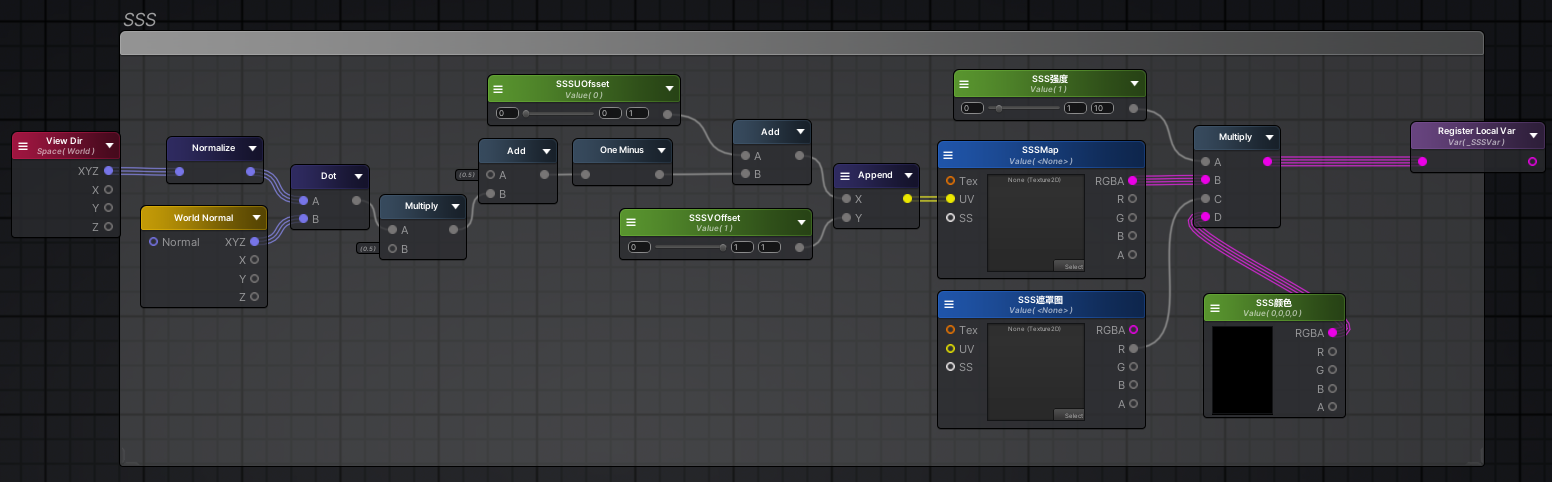 SSS
View Dir
Space( World )
XYZ
X
Y
Z
Normalize
World Normal
Normal
XYZ
X
Y
Z
Dot
A
B
Multiply
A
(0.5)
B
SSSUOfsset
Value( 0 )
0
0
1
Add
(0.5)
A
B
One Minus
SSSVOffset
Value( 1 )
0
1
1
Add
A
B
Append
X
Y
SSS强度
Value( 1 )
0
1
10
SSSMap
Value( <None> )
Tex
UV
SS
None (Texture2D)
Select
RGBA
R
G
B
A
SSS遮罩图
Value( <None> )
Tex
UV
SS
None (Texture2D)
Select
RGBA
R
G
B
A
Multiply
A
B
C
D
SSS颜色
Value( 0,0,0,0 )
RGBA
R
G
B
A
Register Local Var
Var( _SSSVar )